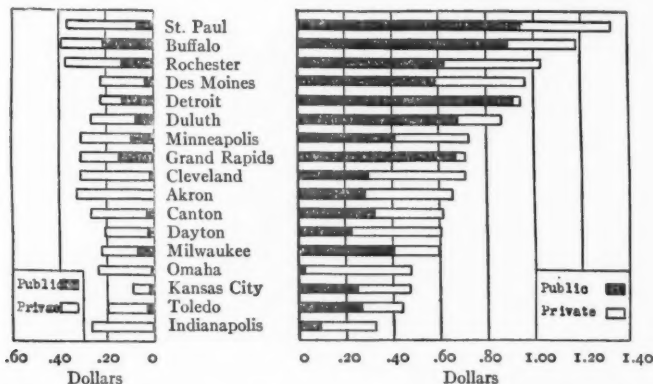 St. Paul
Buffalo
Rochester
Des Moines
Detroit
Duluth
Minneapolis
Grand Rapids
Cleveland
Akron
Canton
Dayton
Milwaukee
Omaha
Kansas City
Toledo
Indianapolis
Public
Private
Public
Private
.60 .40 .20 0
0 .20 .40 .60 .80 1.00 1.20 1.40
Dollars
Dollars